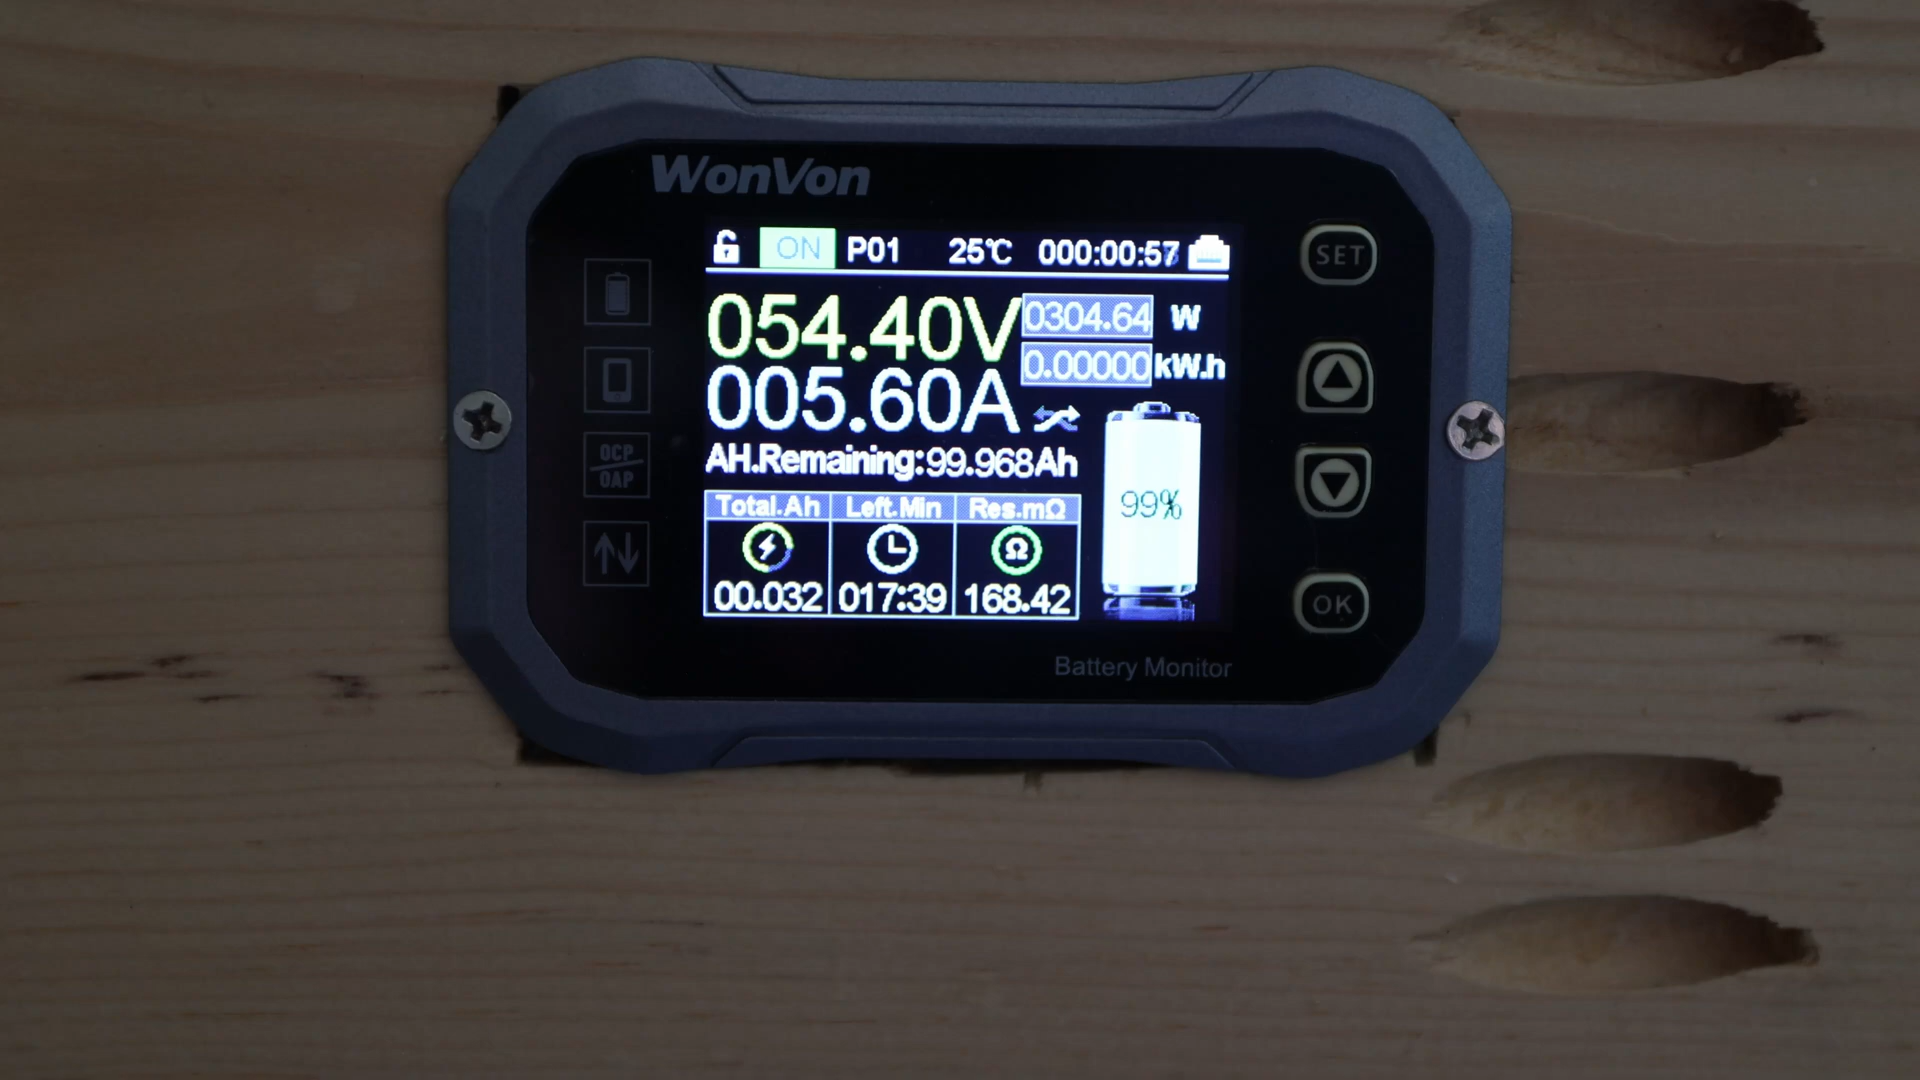 WonVon
ON P01 25℃ 000:00:57
054.40V 0304.64 W
0.00000 kW.h
005.60A
AH.Remaining:99.968Ah
Total.Ah Left.Min Res.mΩ
Ω
00.032 017:39 168.42
99%
Battery Monitor
OCP
OAP
SET
OK